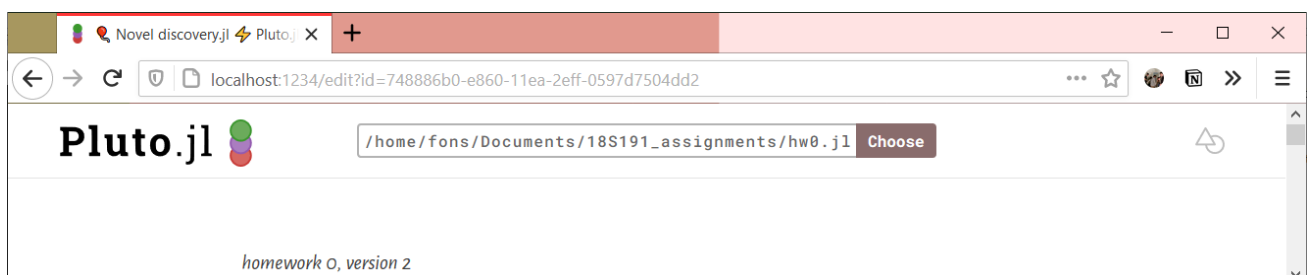 🎈 Novel discovery.jl ⚡ Pluto.j
localhost:1234/edit?id=748886b0-e860-11ea-2eff-0597d7504dd2
Pluto.jl
/home/fons/Documents/18S191_assignments/hw0.jl Choose
homework 0, version 2